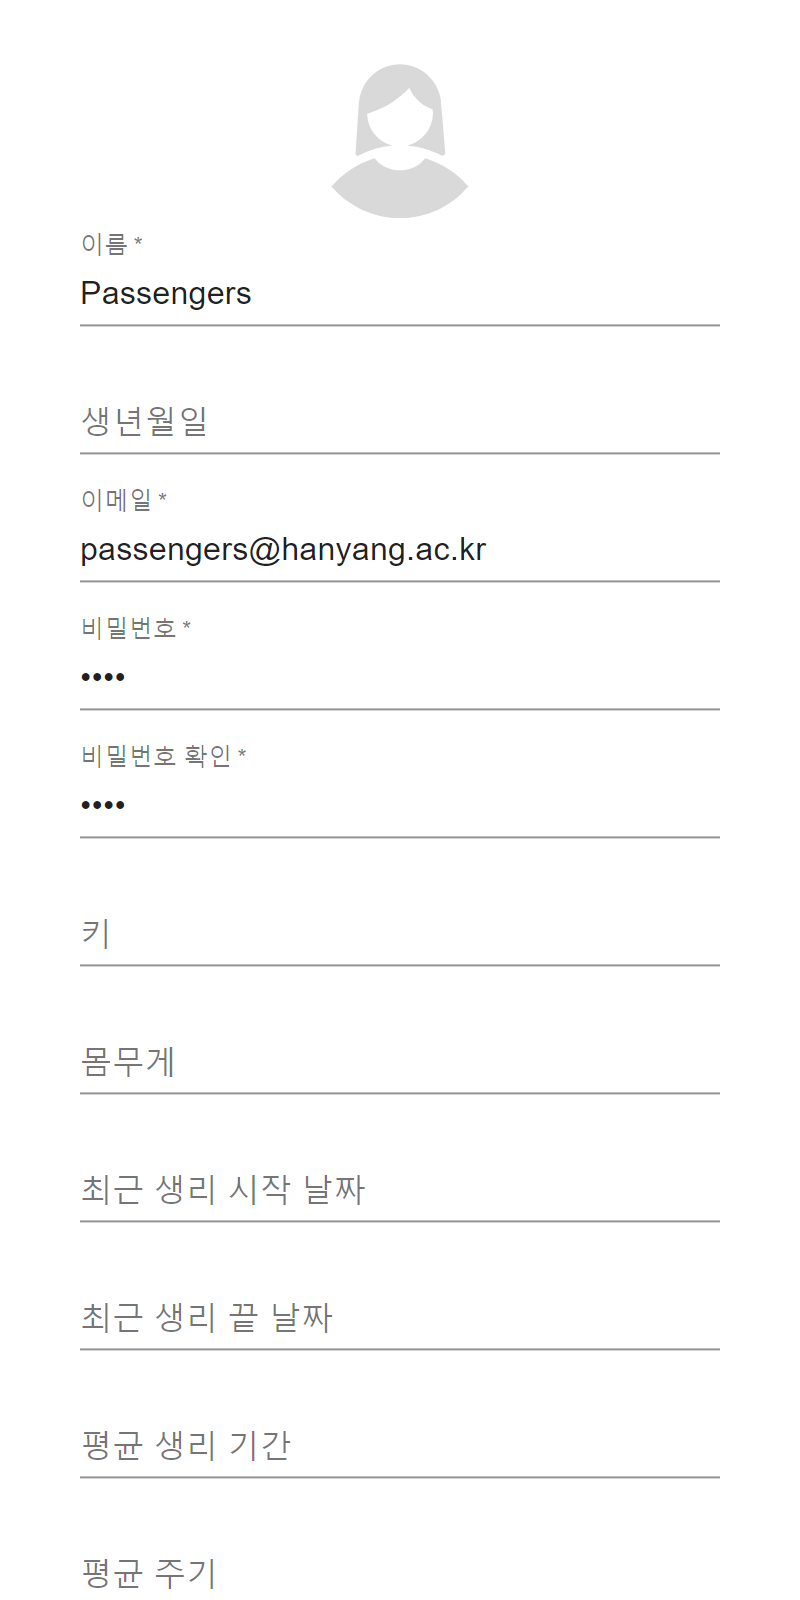 이름 *
Passengers
생년월일
이메일 *
passengers@hanyang.ac.kr
비밀번호 *
••••
비밀번호 확인 *
••••
키
몸무게
최근 생리 시작 날짜
최근 생리 끝 날짜
평균 생리 기간
평균 주기